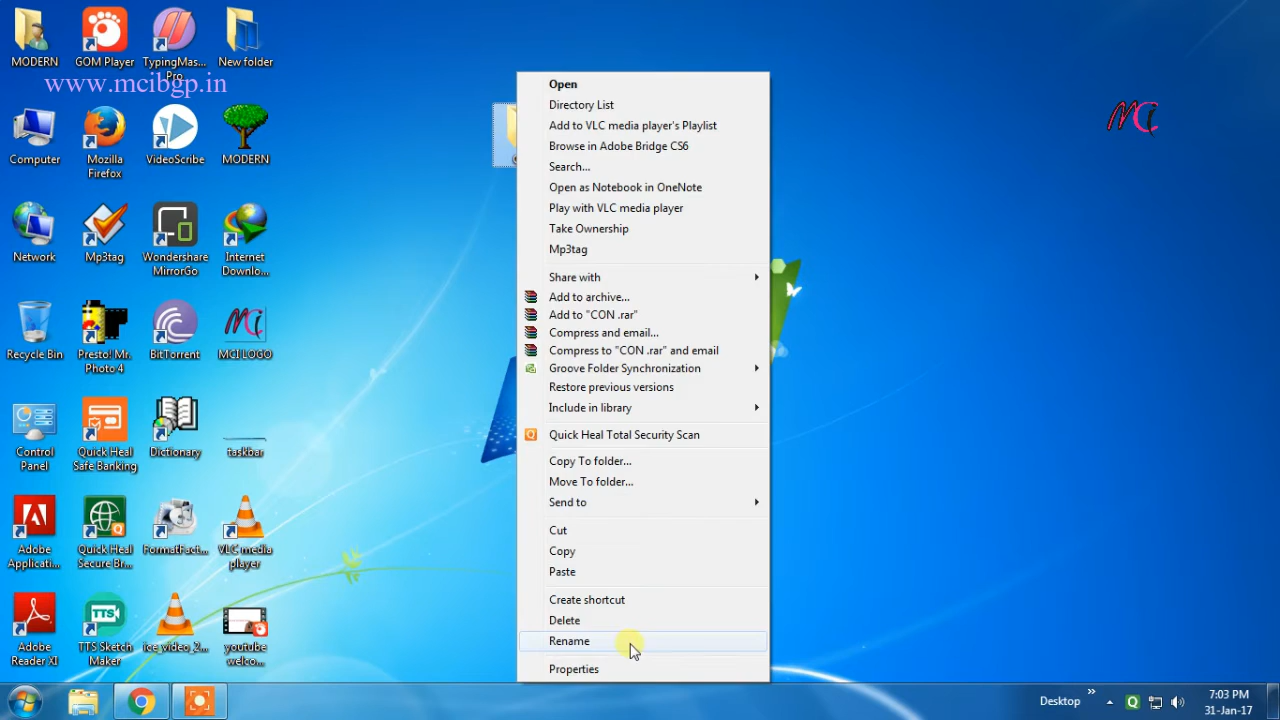 MODERN
GOM Player
TypingMas...
Pro
New folder
www.mcibgp.in
Computer
Mozilla
Firefox
VideoScribe
MODERN
Network
Mp3tag
Wondershare
MirrorGo
Internet
Downlo...
Recycle Bin
Presto! Mr.
Photo 4
BitTorrent
MCI LOGO
Control
Panel
Quick Heal
Safe Banking
Dictionary
taskbar
Adobe
Applicati...
Quick Heal
Secure Br...
FormatFact...
VLC media
player
Adobe
Reader XI
TTS
TTS Sketch
Maker
ice_video_2...
youtube
welco...
Open
Directory List
Add to VLC media player's Playlist
Browse in Adobe Bridge CS6
Search...
Open as Notebook in OneNote
Play with VLC media player
Take Ownership
Mp3tag
Share with
Add to archive...
Add to "CON .rar"
Compress and email...
Compress to "CON .rar" and email
Groove Folder Synchronization
Restore previous versions
Include in library
Quick Heal Total Security Scan
Copy To folder...
Move To folder...
Send to
Cut
Copy
Paste
Create shortcut
Delete
Rename
Properties
MCI
Desktop
7:03 PM
31-Jan-17